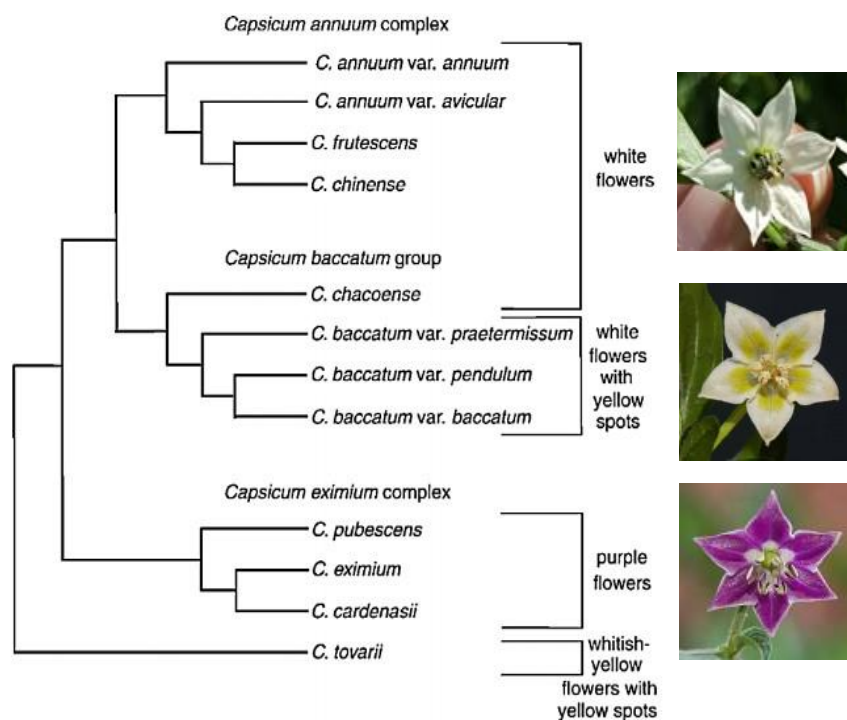 Capsicum annuum complex
C. annuum var. annuum
C. annuum var. avicular
C. frutescens
C. chinense
white
flowers
Capsicum baccatum group
C. chacoense
C. baccatum var. praetermissum
C. baccatum var. pendulum
C. baccatum var. baccatum
white
flowers
with
yellow
spots
Capsicum eximium complex
C. pubescens
C. eximium
C. cardenasii
purple
flowers
C. tovarii
whitish-
yellow
flowers with
yellow spots